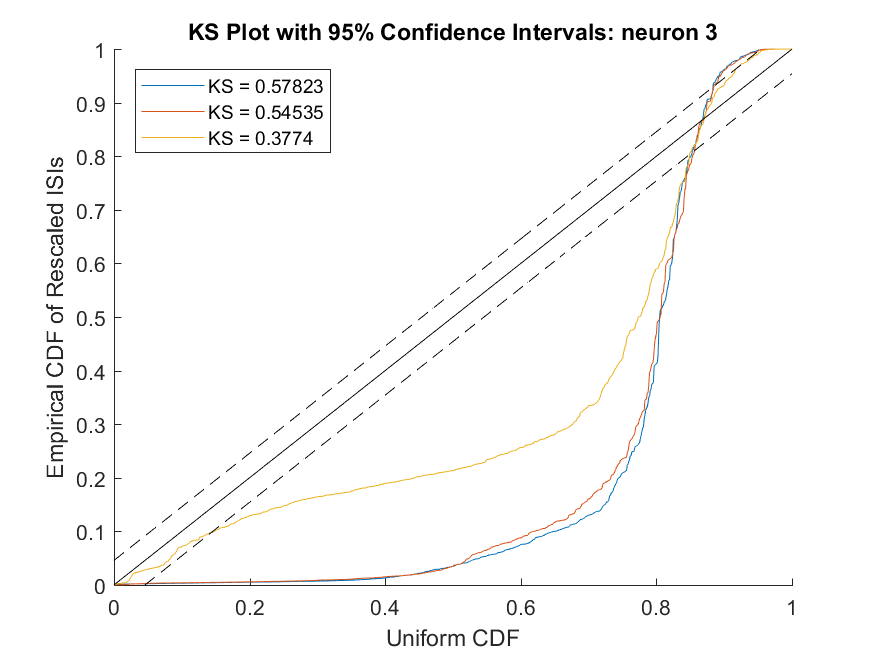 KS Plot with 95% Confidence Intervals: neuron 3
KS = 0.57823
KS = 0.54535
KS = 0.3774
Empirical CDF of Rescaled ISIs
1
0.9
0.8
0.7
0.6
0.5
0.4
0.3
0.2
0.1
0
0 0.2 0.4 0.6 0.8 1
Uniform CDF